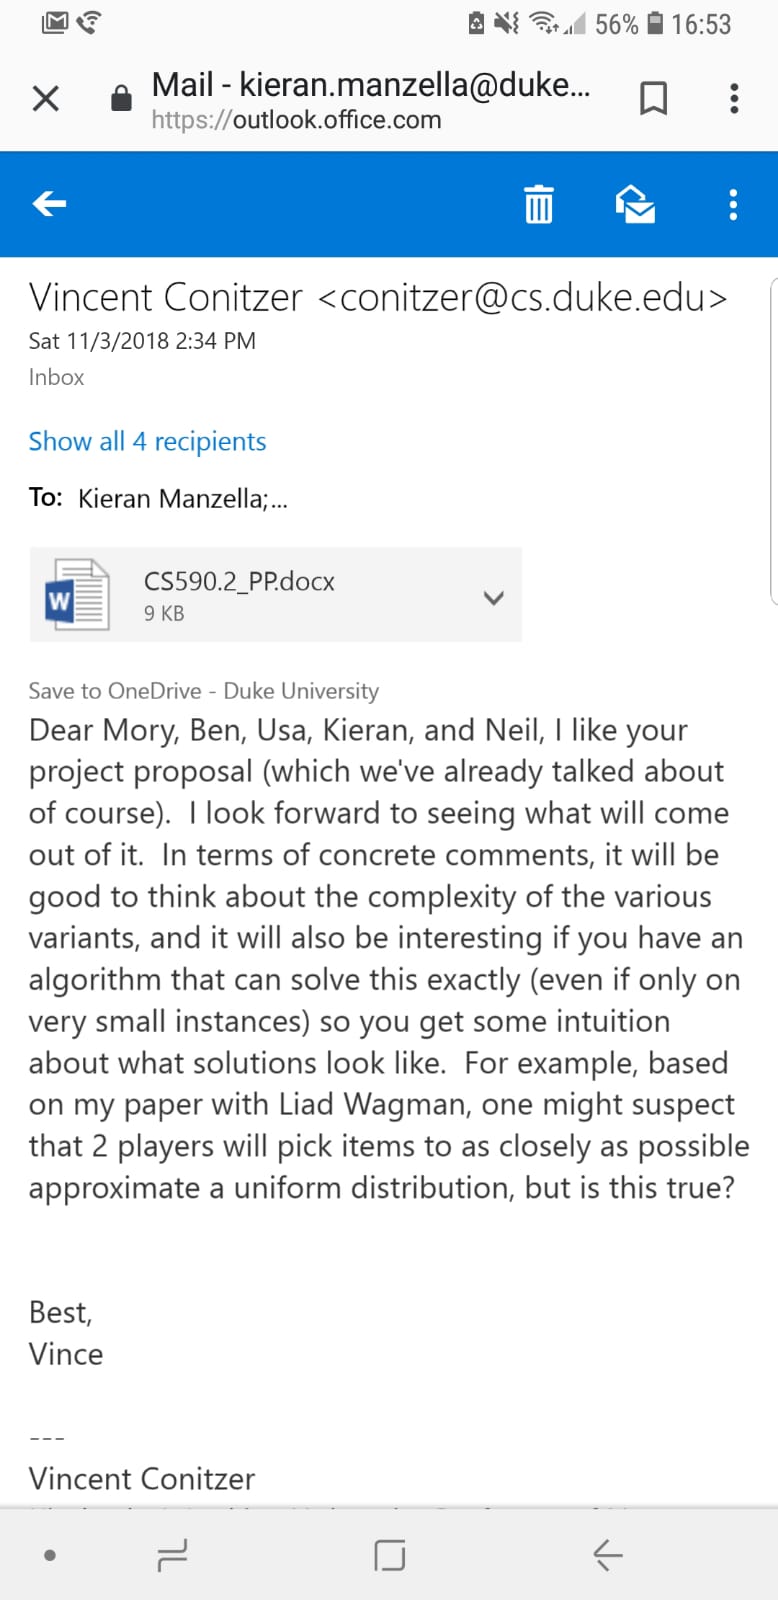 56% 16:53
Mail - kieran.manzella@duke...
https://outlook.office.com
Vincent Conitzer <conitzer@cs.duke.edu>
Sat 11/3/2018 2:34 PM
Inbox
Show all 4 recipients
To: Kieran Manzella;...
W
CS590.2_PP.docx
9 KB
Save to OneDrive - Duke University
Dear Mory, Ben, Usa, Kieran, and Neil, I like your
project proposal (which we've already talked about
of course).  I look forward to seeing what will come
out of it.  In terms of concrete comments, it will be
good to think about the complexity of the various
variants, and it will also be interesting if you have an
algorithm that can solve this exactly (even if only on
very small instances) so you get some intuition
about what solutions look like.  For example, based
on my paper with Liad Wagman, one might suspect
that 2 players will pick items to as closely as possible
approximate a uniform distribution, but is this true?
Best,
Vince
---
Vincent Conitzer